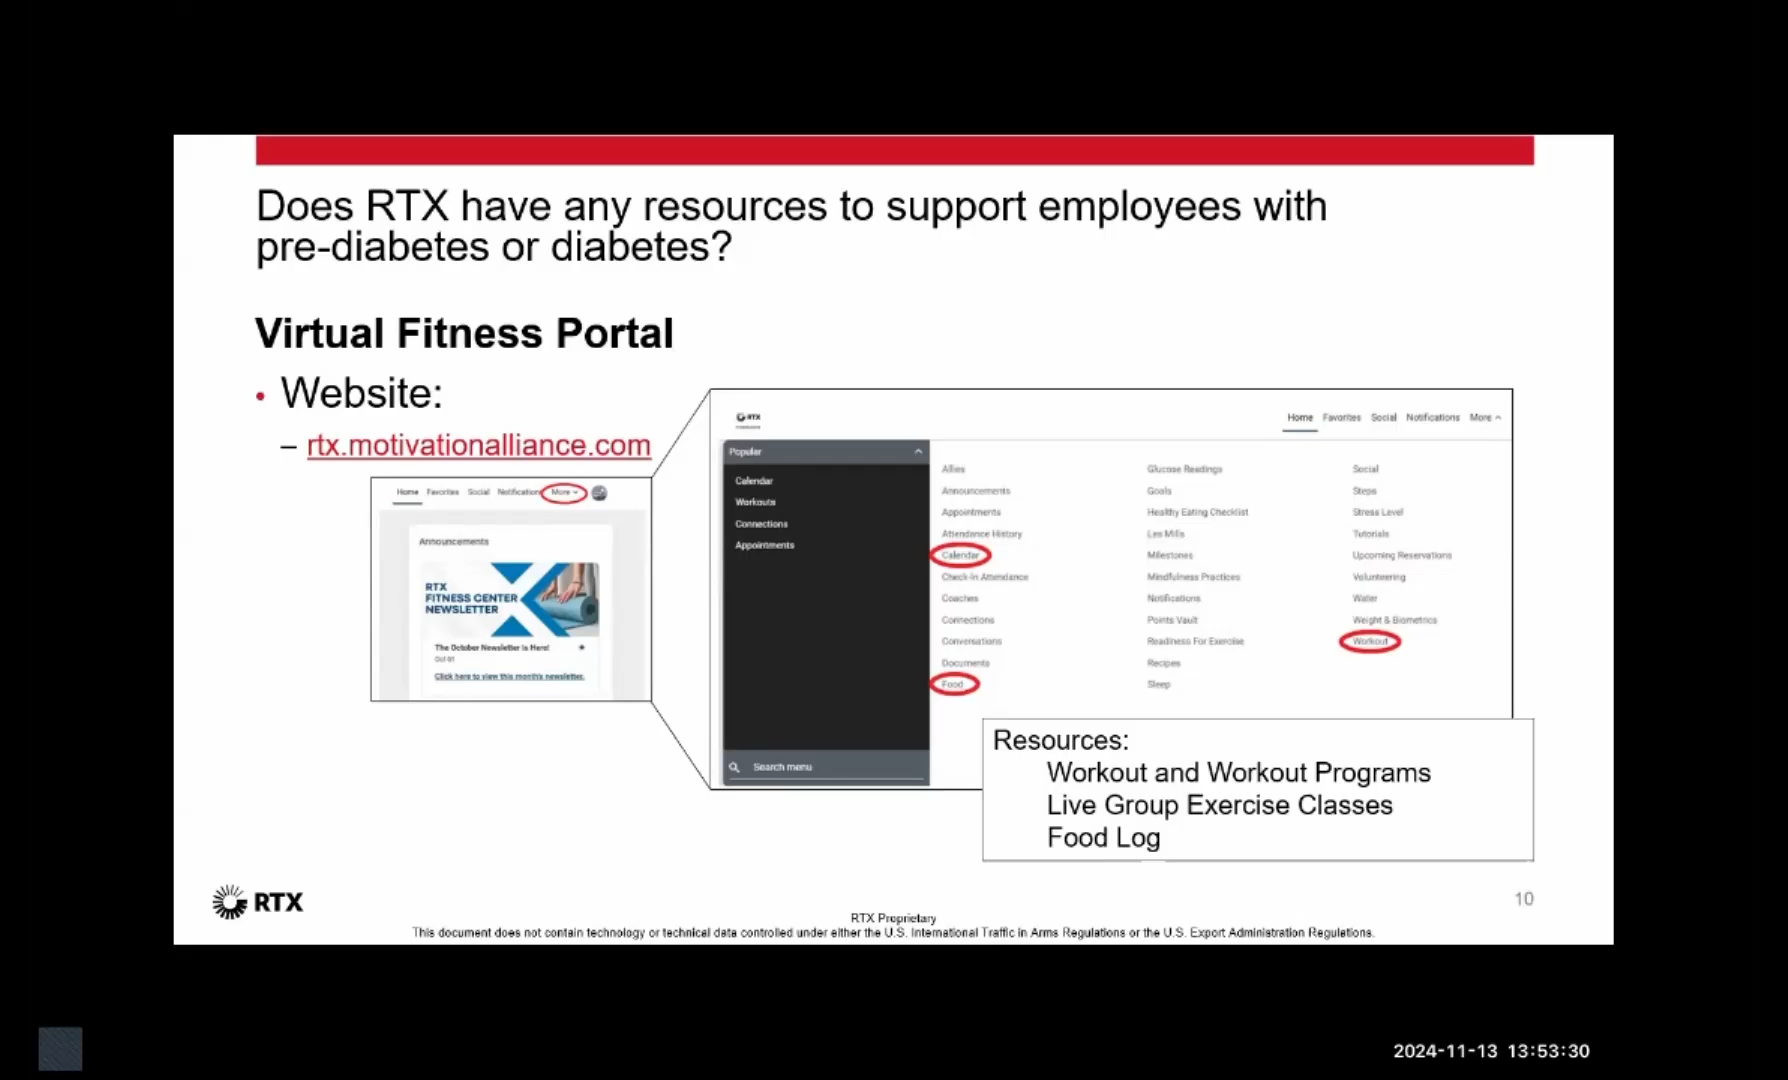 Does RTX have any resources to support employees with
pre-diabetes or diabetes?
Virtual Fitness Portal
• Website:
– rtx.motivationalliance.com
Home Favorites Social Notifications More
Announcements
RTX
FITNESS CENTER
NEWSLETTER
The October Newsletter is Here!
Oct 01
Click here to view this month's newsletter.
RTX
Home Favorites Social Notifications More
Popular
Calendar
Workouts
Connections
Appointments
Search menu
Allies
Announcements
Appointments
Attendance History
Calendar
Check-In Attendance
Coaches
Connections
Conversations
Documents
Food
Glucose Readings
Goals
Healthy Eating Checklist
Les Mills
Milestones
Mindfulness Practices
Notifications
Points Vault
Readiness For Exercise
Recipes
Sleep
Social
Steps
Stress Level
Tutorials
Upcoming Reservations
Volunteering
Water
Weight & Biometrics
Workout
Resources:
Workout and Workout Programs
Live Group Exercise Classes
Food Log
RTX
10
RTX Proprietary
This document does not contain technology or technical data controlled under either the U.S. International Traffic in Arms Regulations or the U.S. Export Administration Regulations.
2024-11-13 13:53:30